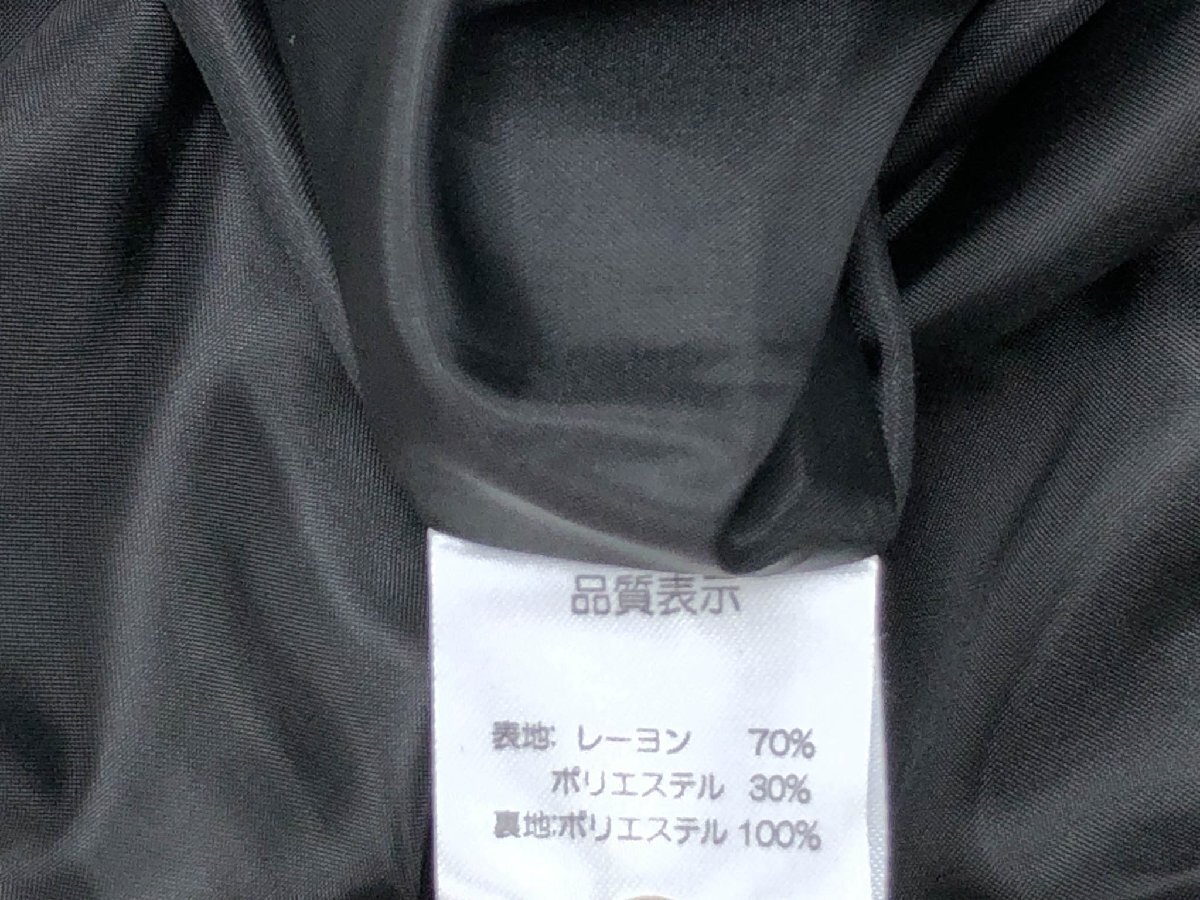 品質表示
表地: レーヨン 70%
ポリエステル 30%
裏地:ポリエステル 100%